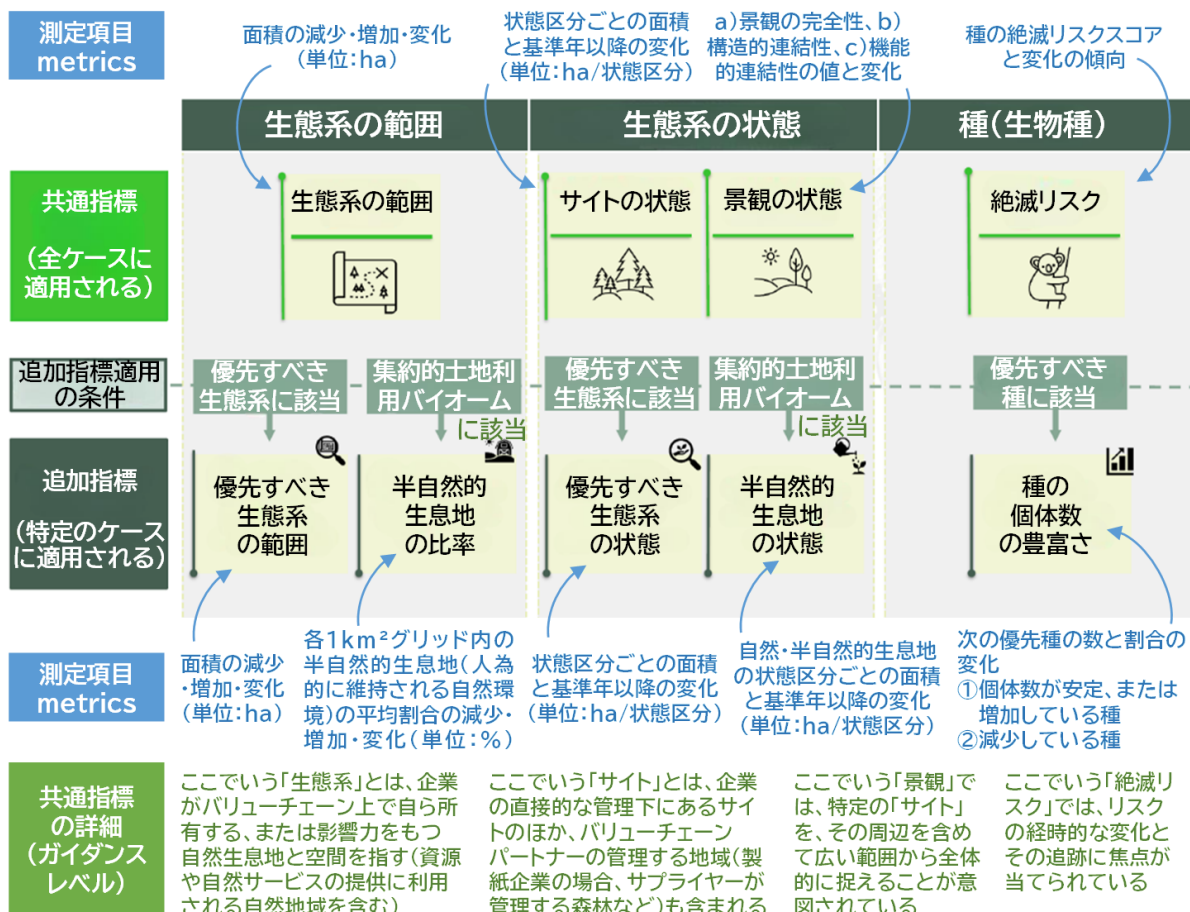 測定項目
metrics
面積の減少・増加・変化
(単位:ha)
状態区分ごとの面積
と基準年以降の変化
(単位:ha/状態区分)
a)景観の完全性、b)
構造的連結性、c)機能
的連結性の値と変化
種の絶滅リスクスコア
と変化の傾向
生態系の範囲
生態系の状態
種(生物種)
共通指標
(全ケースに
適用される)
生態系の範囲
サイトの状態
景観の状態
絶滅リスク
追加指標適用
の条件
優先すべき
生態系に該当
集約的土地利
用バイオーム
に該当
優先すべき
生態系に該当
集約的土地利
用バイオーム
に該当
優先すべき
種に該当
追加指標
(特定のケース
に適用される)
優先すべき
生態系
の範囲
半自然的
生息地
の比率
優先すべき
生態系
の状態
半自然的
生息地
の状態
種の
個体数
の豊富さ
測定項目
metrics
面積の減少
・増加・変化
(単位:ha)
各1km²グリッド内の
半自然的生息地(人為
的に維持される自然環
境)の平均割合の減少・
増加・変化(単位:%)
状態区分ごとの面積
と基準年以降の変化
(単位:ha/状態区分)
自然・半自然的生息地
の状態区分ごとの面積
と基準年以降の変化
(単位:ha/状態区分)
次の優先種の数と割合の
変化
①個体数が安定、または
増加している種
②減少している種
共通指標
の詳細
(ガイダンス
レベル)
ここでいう「生態系」とは、企業
がバリューチェーン上で自ら所
有する、または影響力をもつ
自然生息地と空間を指す(資源
や自然サービスの提供に利用
される自然地域を含む)
ここでいう「サイト」とは、企業
の直接的な管理下にあるサイ
トのほか、バリューチェーン
パートナーの管理する地域(製
紙企業の場合、サプライヤーが
管理する森林など)も含まれる
ここでいう「景観」で
は、特定の「サイト」
を、その周辺を含め
て広い範囲から全体
的に捉えることが意
図されている
ここでいう「絶滅リ
スク」では、リスク
の経時的な変化と
その追跡に焦点が
当てられている